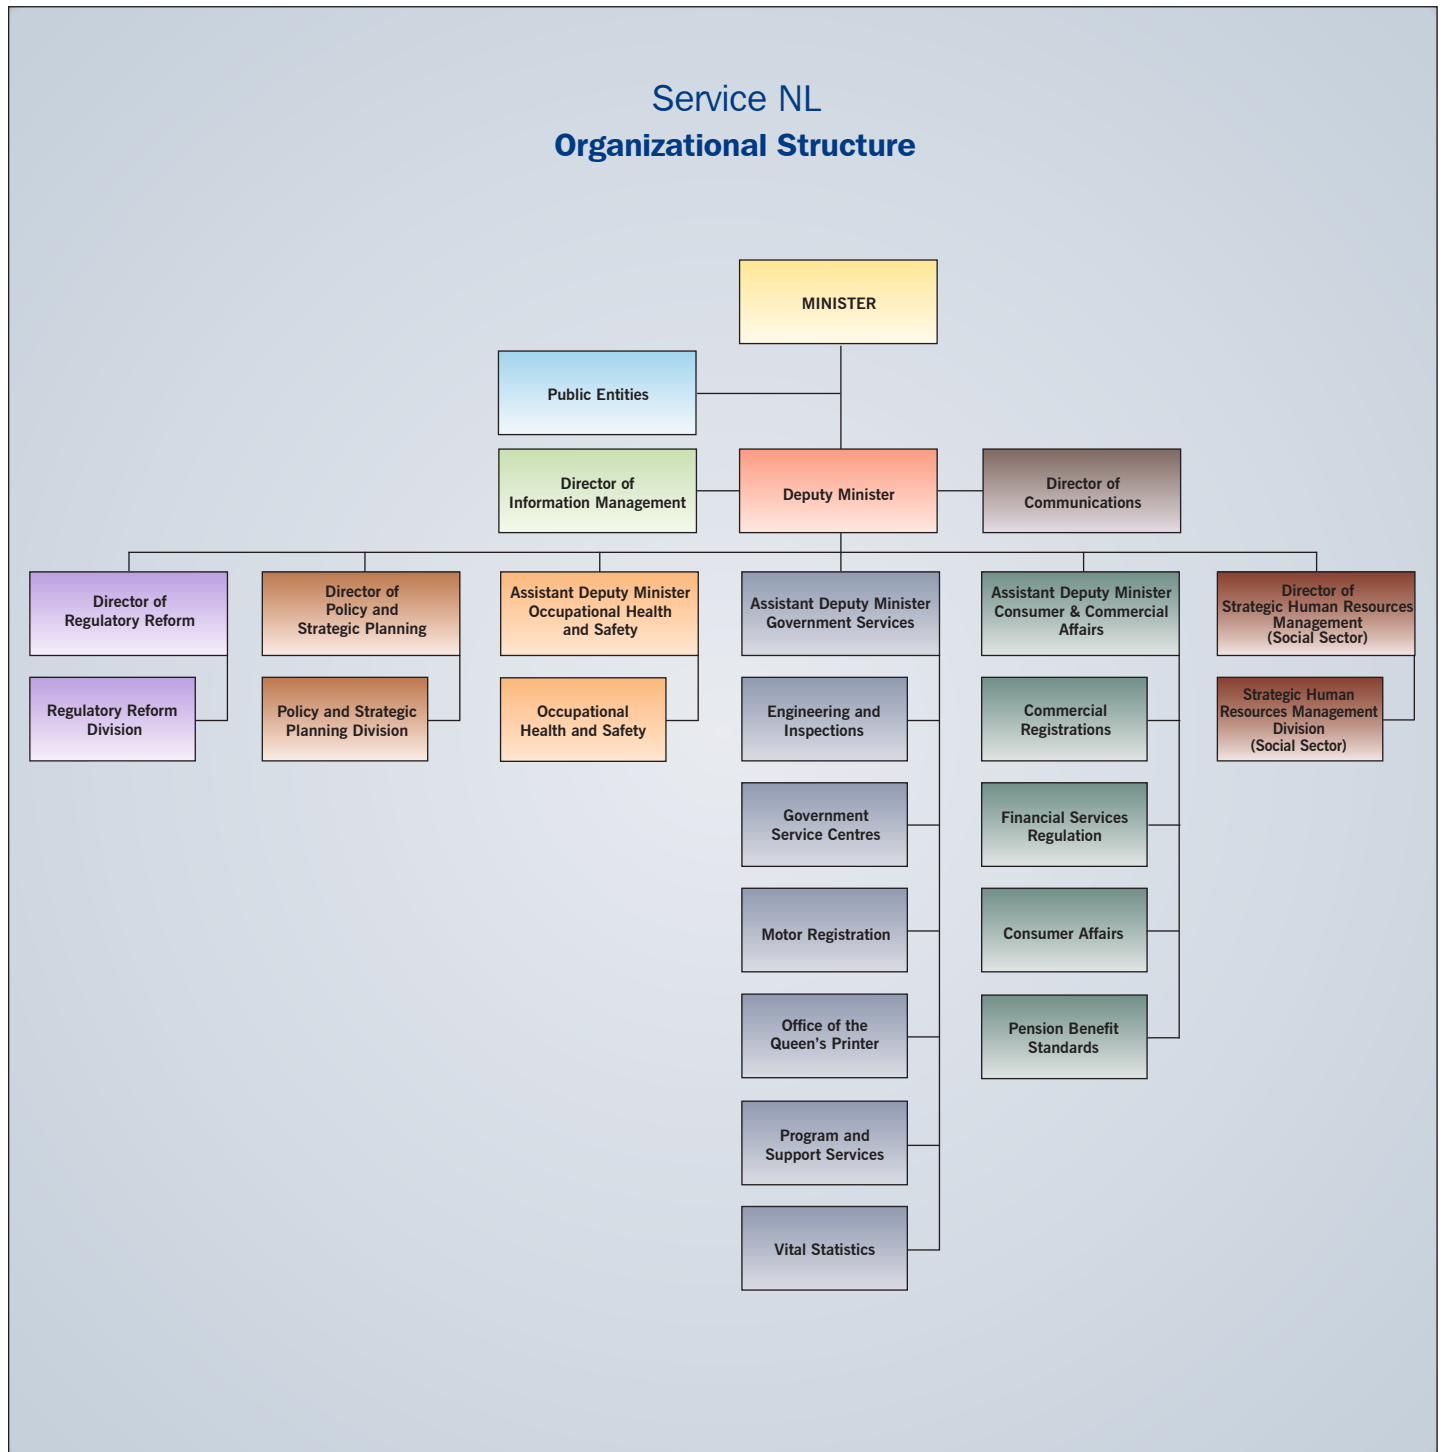 Service NL
Organizational Structure
MINISTER
Public Entities
Director of
Information Management
Deputy Minister
Director of
Communications
Director of
Regulatory Reform
Director of
Policy and
Strategic Planning
Assistant Deputy Minister
Occupational Health
and Safety
Assistant Deputy Minister
Government Services
Assistant Deputy Minister
Consumer & Commercial
Affairs
Director of
Strategic Human Resources
Management
(Social Sector)
Regulatory Reform
Division
Policy and Strategic
Planning Division
Occupational
Health and Safety
Engineering and
Inspections
Commercial
Registrations
Strategic Human
Resources Management
Division
(Social Sector)
Government
Service Centres
Financial Services
Regulation
Motor Registration
Consumer Affairs
Office of the
Queen's Printer
Pension Benefit
Standards
Program and
Support Services
Vital Statistics